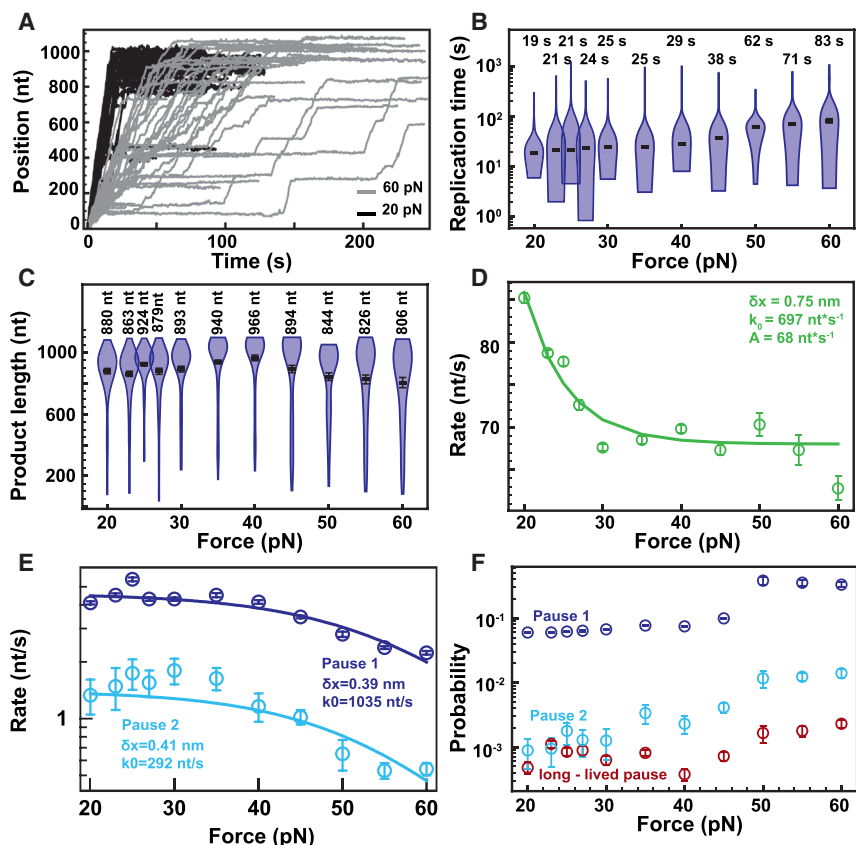 A
Position (nt)
1000
800
600
400
200
0
60 pN
20 pN
0
100
200
Time (s)
B
Replication time (s)
19 s 21 s 25 s 29 s 62 s 83 s
21 s 24 s 25 s 38 s 71 s
10³
10²
10¹
10⁰
20 30 40 50 60
Force (pN)
C
Product length (nt)
880 nt
863 nt
924 nt
879nt
893 nt
940 nt
966 nt
894 nt
844 nt
826 nt
806 nt
1000
800
600
200
20 30 40 50 60
Force (pN)
D
Rate (nt/s)
δx = 0.75 nm
k₀ = 697 nt*s⁻¹
A = 68 nt*s⁻¹
80
70
60
20 30 40 50 60
Force (pN)
E
Rate (nt/s)
1
Pause 1
δx=0.39 nm
k0=1035 nt/s
Pause 2
δx=0.41 nm
k0=292 nt/s
20 30 40 50 60
Force (pN)
F
Probability
10⁻¹
10⁻²
10⁻³
Pause 1
Pause 2
long - lived pause
20 30 40 50 60
Force (pN)